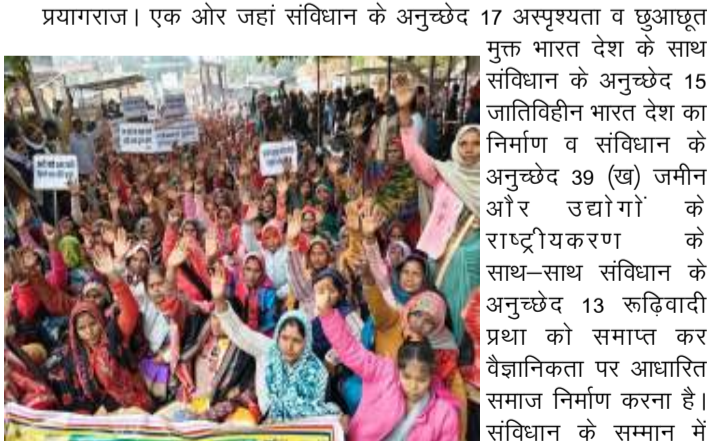 प्रयागराज। एक ओर जहां संविधान के अनुच्छेद 17 अस्पृश्यता व छुआछूत
मुक्त भारत देश के साथ
संविधान के अनुच्छेद 15
जातिविहीन भारत देश का
निर्माण व संविधान के
अनुच्छेद 39 (ख) जमीन
और उद्योगों के
राष्ट्रीयकरण के
साथ–साथ संविधान के
अनुच्छेद 13 रूढ़िवादी
प्रथा को समाप्त कर
वैज्ञानिकता पर आधारित
समाज निर्माण करना है।
संविधान के सम्मान में